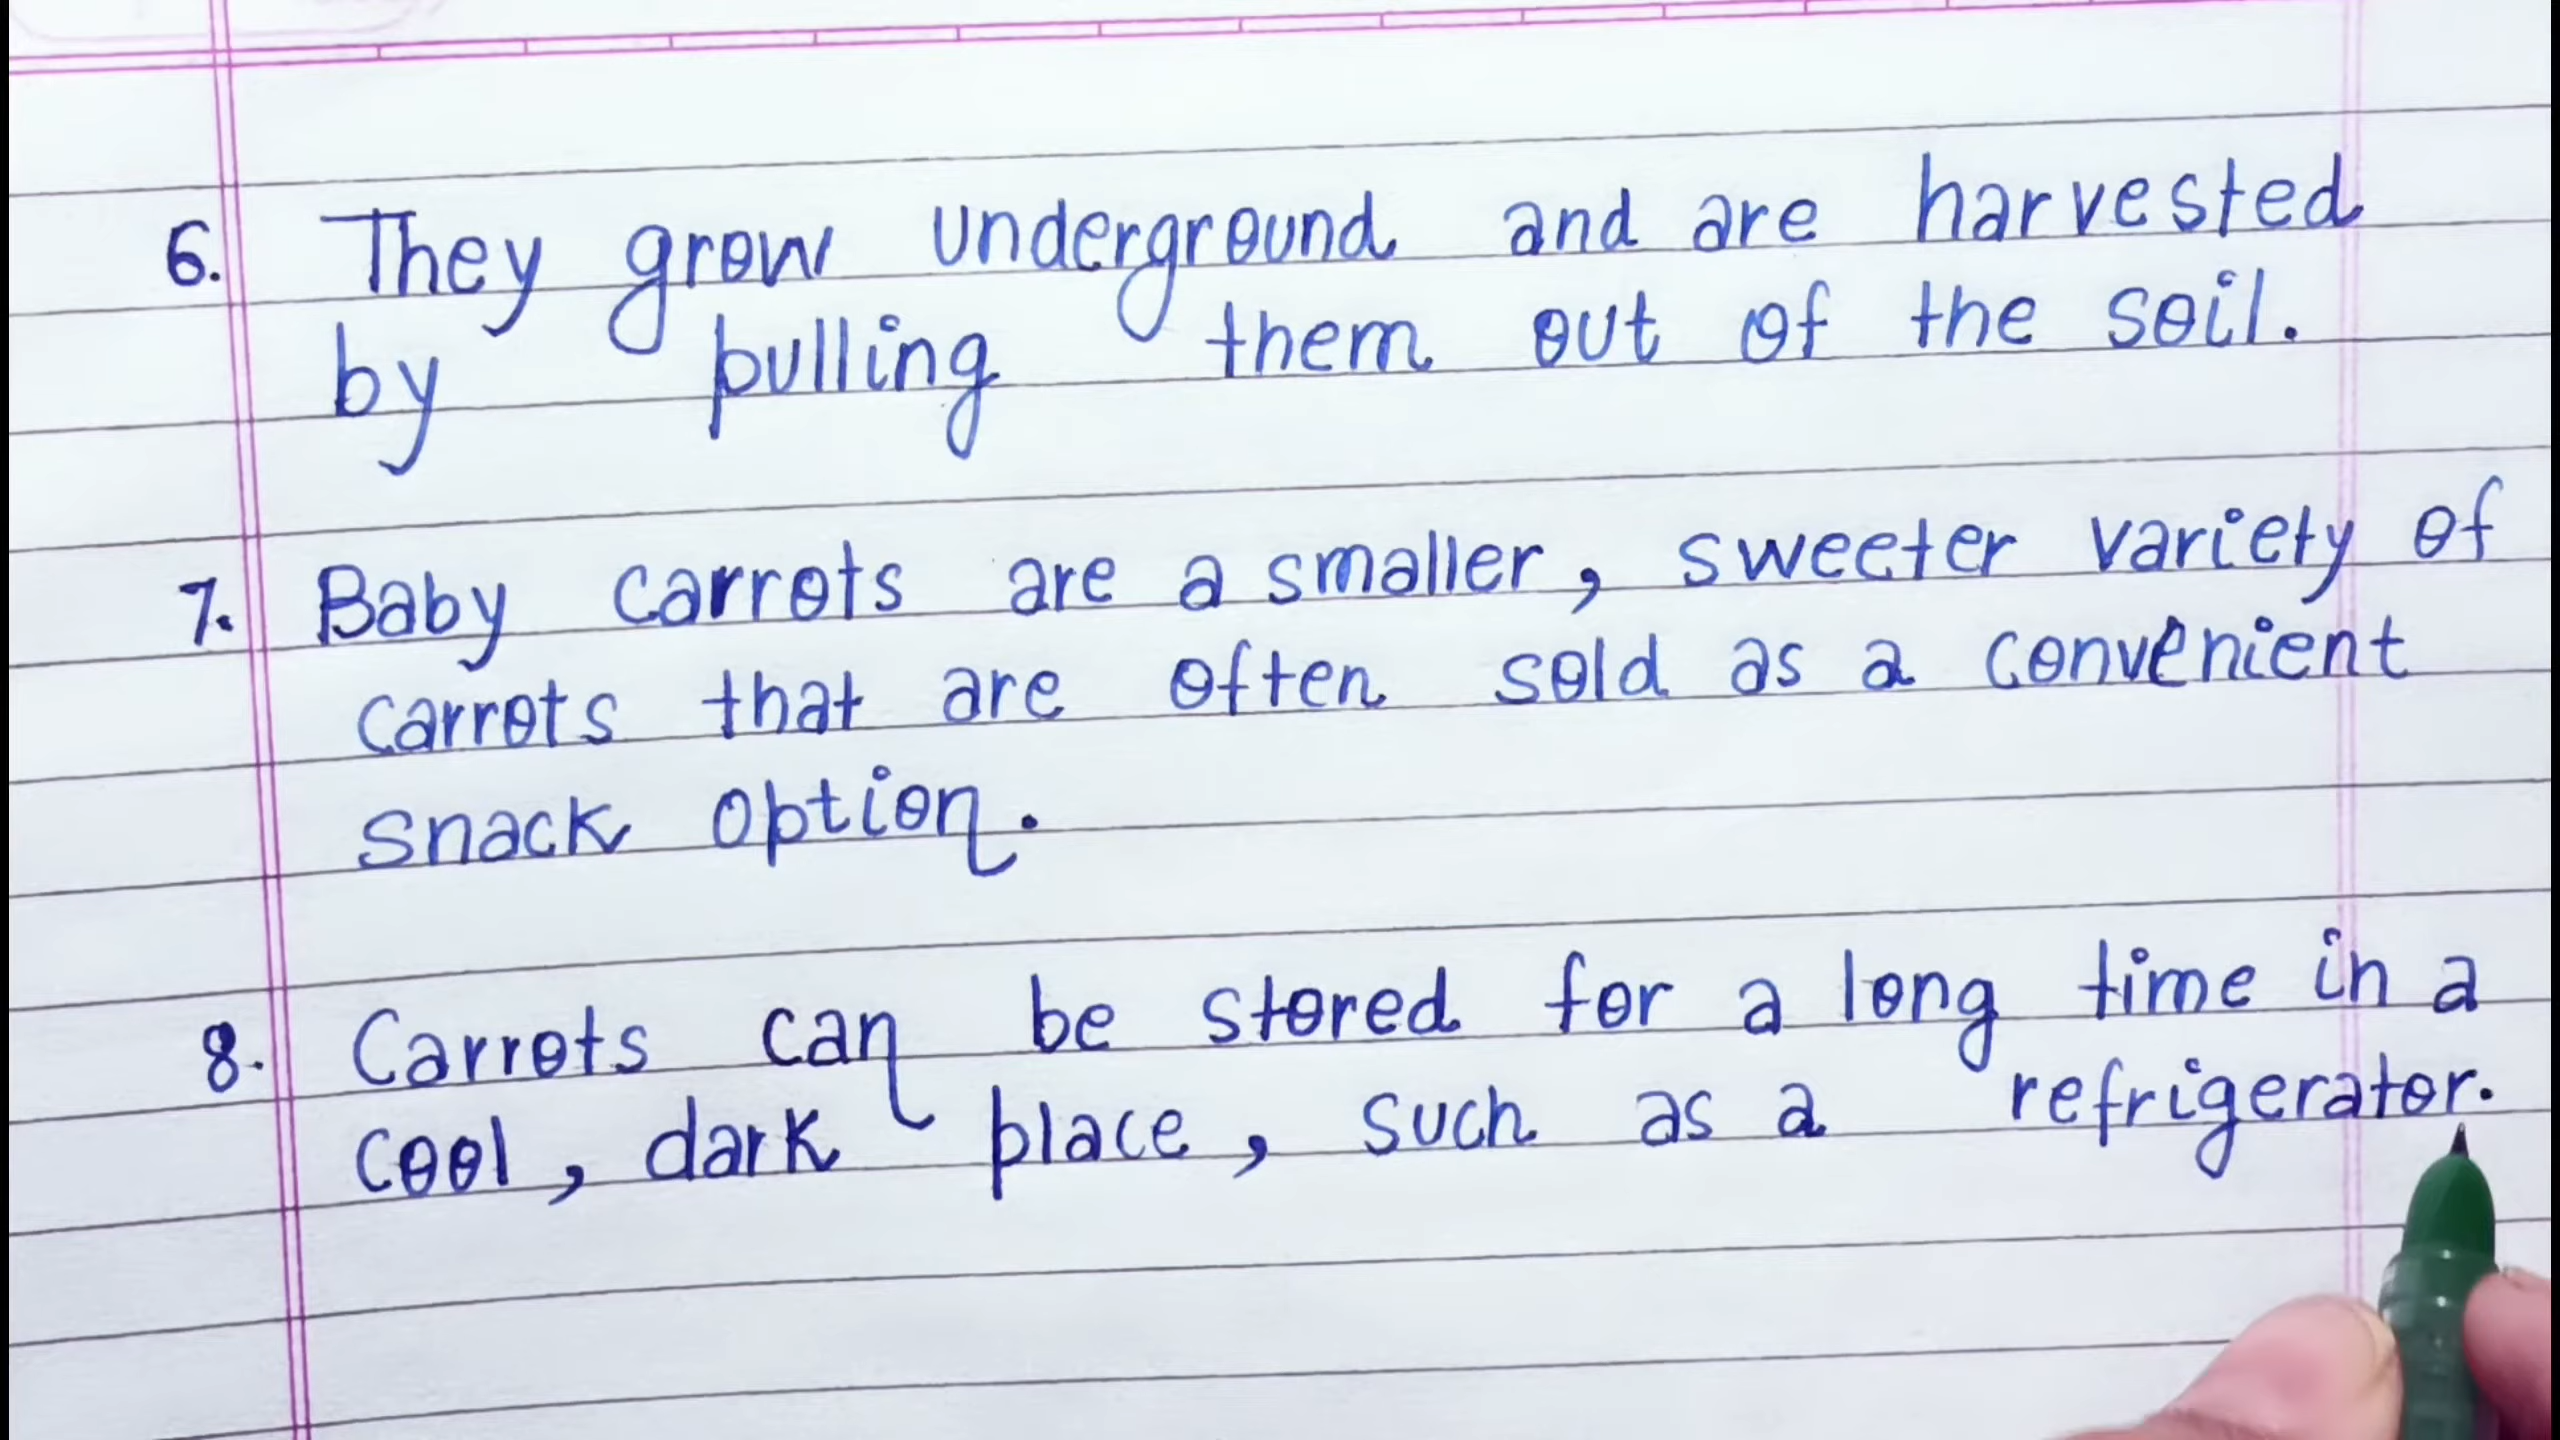 6. They grow underground and are harvested
by pulling them out of the soil.
7. Baby carrots are a smaller, sweeter variety of
carrots that are often sold as a convenient
snack option.
8. Carrots can be stored for a long time in a
cool, dark place, such as a refrigerator.